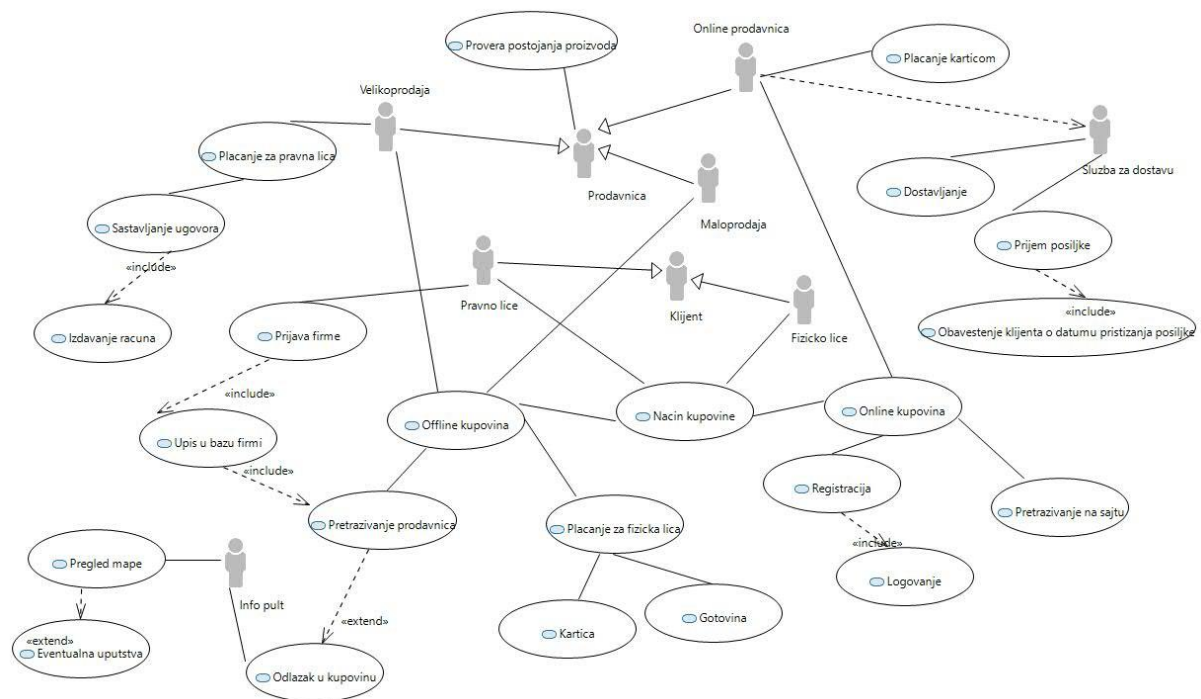 Online prodavnica
Provera postojanja proizvoda
Placanje karticom
Velikoprodaja
Placanje za pravna lica
Prodavnica
Sluzba za dostavu
Dostavljanje
Maloprodaja
Sastavljanje ugovora
Prijem posiljke
«include»
Pravno lice
Klijent
Fizicko lice
«include»
Izdavanje racuna
Prijava firme
Obavestenje klijenta o datumu pristizanja posiljke
«include»
Offline kupovina
Nacin kupovine
Online kupovina
Upis u bazu firmi
«include»
Registracija
Pretrazivanje na sajtu
Pretrazivanje prodavnica
Placanje za fizicka lica
«include»
Pregled mape
Logovanje
Info pult
Gotovina
«extend»
Kartica
«extend»
Eventualna uputstva
Odlazak u kupovinu